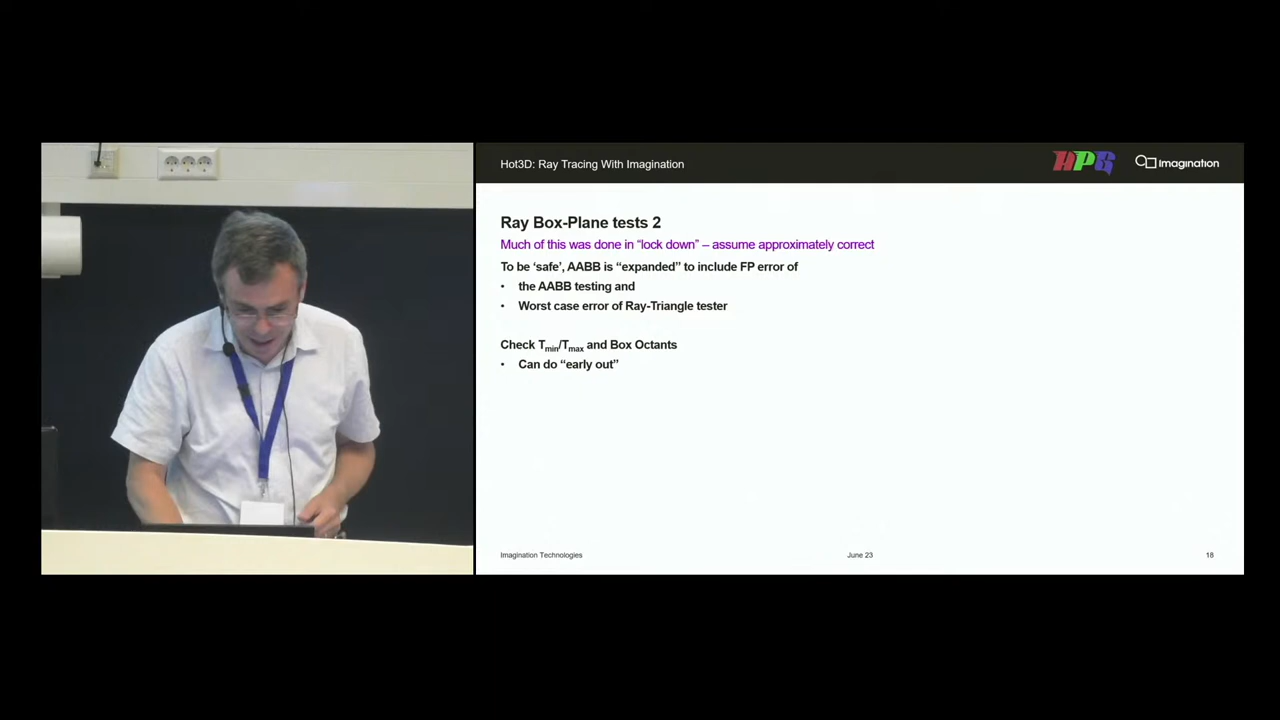 Hot3D: Ray Tracing With Imagination
HPG
Imagination
Ray Box-Plane tests 2
Much of this was done in “lock down” – assume approximately correct
To be ‘safe’, AABB is “expanded” to include FP error of
• the AABB testing and
• Worst case error of Ray-Triangle tester
Check Tmin/Tmax and Box Octants
• Can do “early out”
Imagination Technologies
June 23
18